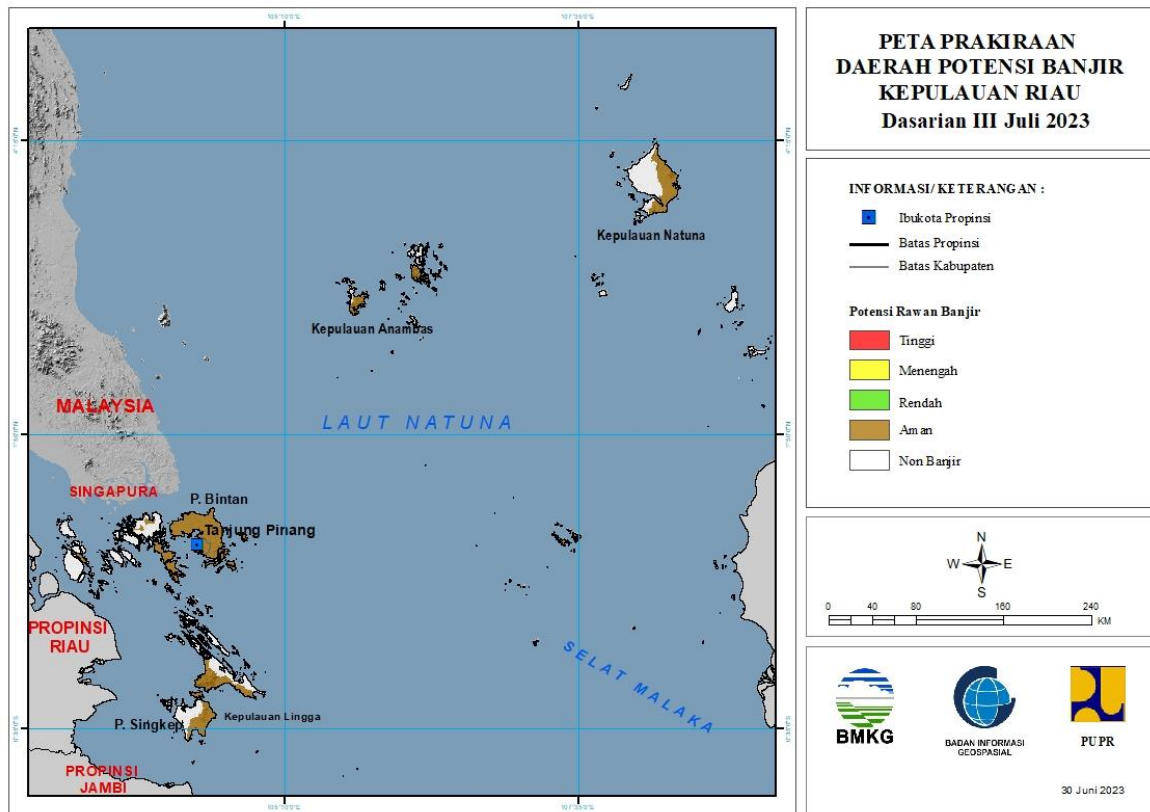 PETA PRAKIRAAN
DAERAH POTENSI BANJIR
KEPULAUAN RIAU
Dasarian III Juli 2023
INFORMASI/ KETERANGAN :
Ibukota Propinsi
Batas Propinsi
Batas Kabupaten
Potensi Rawan Banjir
Tinggi
Menengah
Rendah
Aman
Non Banjir
N
W
E
S
0 40 80 160 240
KM
BMKG
BADAN INFORMASI
GEOSPASIAL
PUPR
30 Juni 2023
Kepulauan Natuna
Kepulauan Anambas
MALAYSIA
LAUT NATUNA
SINGAPURA
P. Bintan
Tanjung Pinang
PROPINSI
RIAU
SELAT MALAKA
Kepulauan Lingga
P. Singkep
PROPINSI
JAMBI